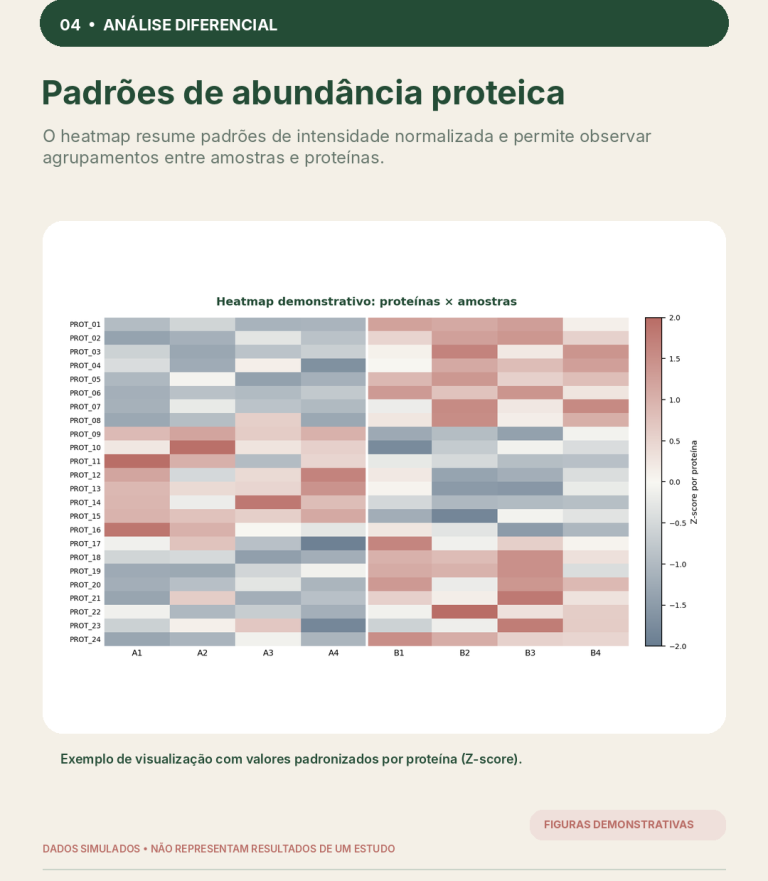 04 • ANÁLISE DIFERENCIAL
Padrões de abundância proteica
O heatmap resume padrões de intensidade normalizada e permite observar
agrupamentos entre amostras e proteínas.
Heatmap demonstrativo: proteínas × amostras
PROT_01
PROT_02
PROT_03
PROT_04
PROT_05
PROT_06
PROT_07
PROT_08
PROT_09
PROT_10
PROT_11
PROT_12
PROT_13
PROT_14
PROT_15
PROT_16
PROT_17
PROT_18
PROT_19
PROT_20
PROT_21
PROT_22
PROT_23
PROT_24
A1 A2 A3 A4 B1 B2 B3 B4
2.0
1.5
1.0
0.5
0.0
−0.5
−1.0
−1.5
−2.0
Z-score por proteína
Exemplo de visualização com valores padronizados por proteína (Z-score).
FIGURAS DEMONSTRATIVAS
DADOS SIMULADOS • NÃO REPRESENTAM RESULTADOS DE UM ESTUDO